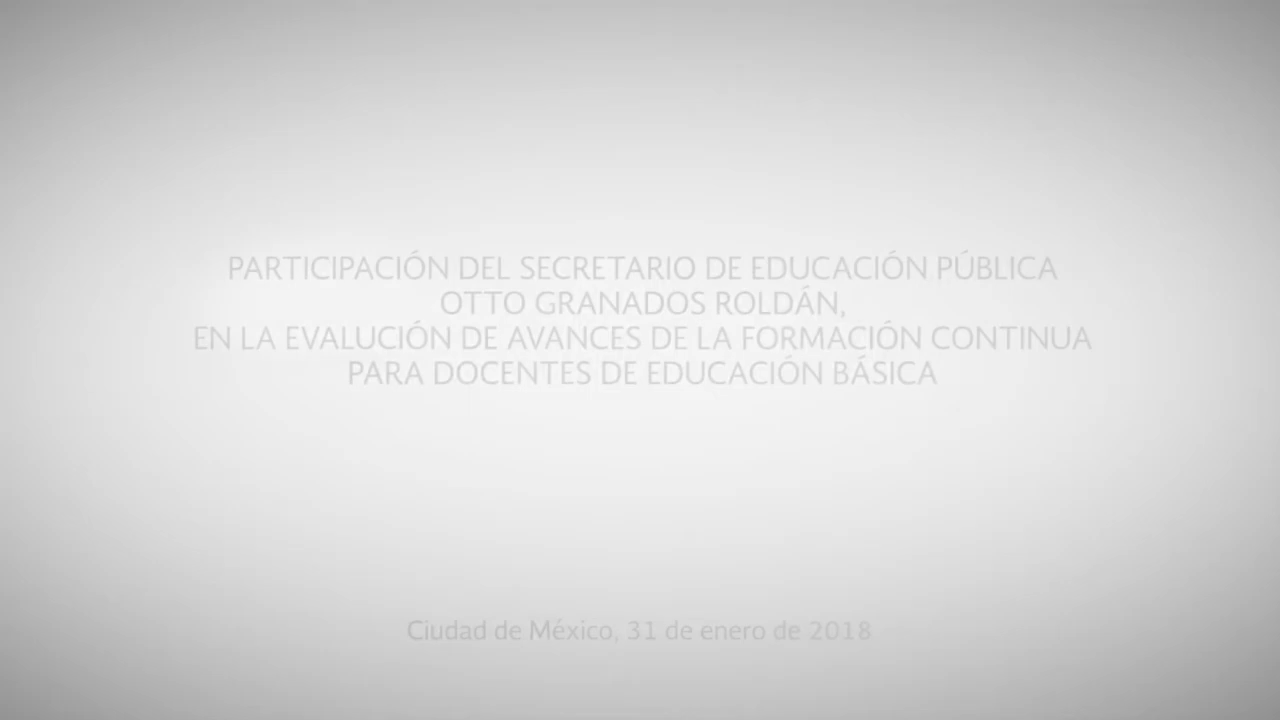 PARTICIPACIÓN DEL SECRETARIO DE EDUCACIÓN PÚBLICA
OTTO GRANADOS ROLDÁN,
EN LA EVALUCIÓN DE AVANCES DE LA FORMACIÓN CONTINUA
PARA DOCENTES DE EDUCACIÓN BÁSICA
Ciudad de México, 31 de enero de 2018